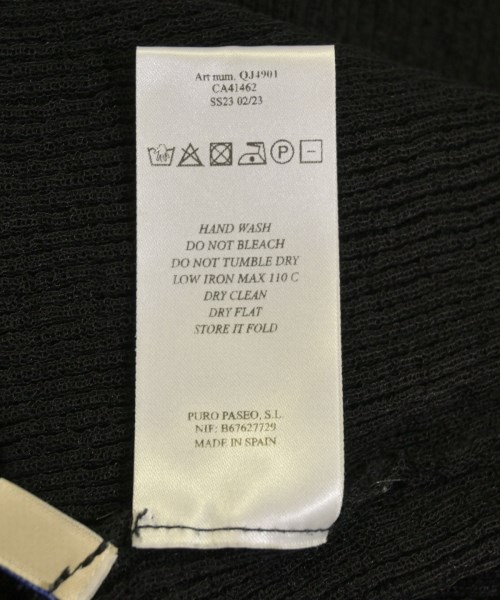 Art num. QJ4901
CA41462
SS23 02/23
P
HAND WASH
DO NOT BLEACH
DO NOT TUMBLE DRY
LOW IRON MAX 110 C
DRY CLEAN
DRY FLAT
STORE IT FOLD
PURO PASEO, S.L.
NIF: B67627729
MADE IN SPAIN